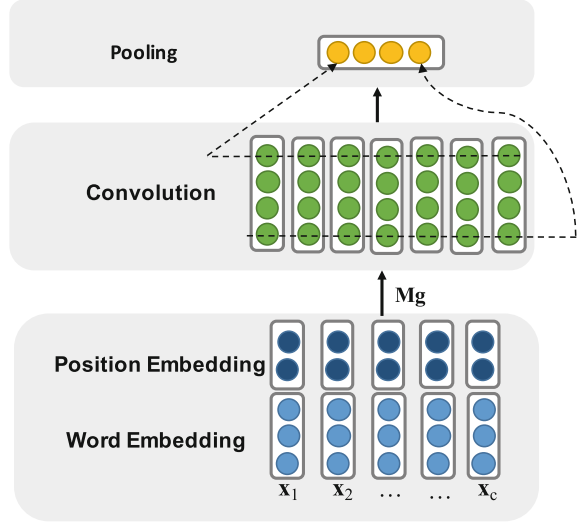 Pooling
Convolution
Mg
Position Embedding
Word Embedding
x1 x2 ... ... xc